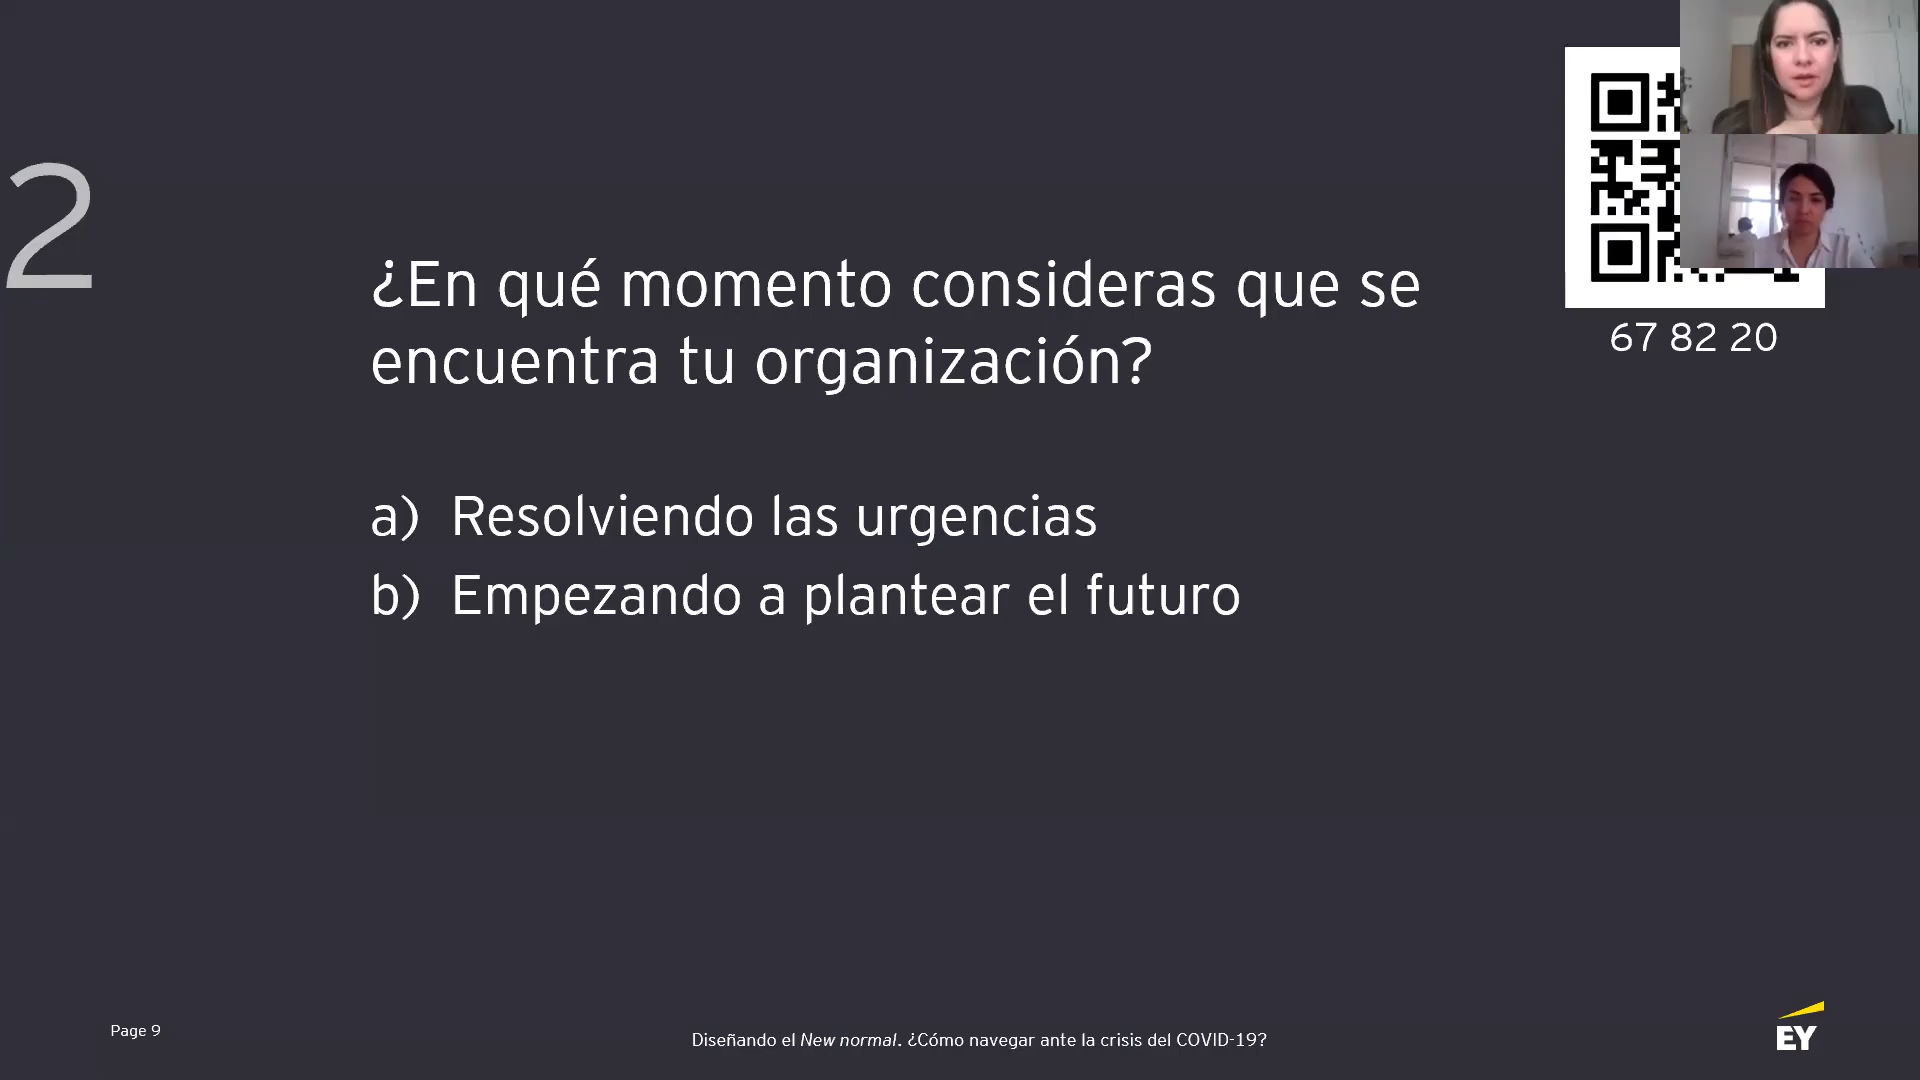 2
¿En qué momento consideras que se
encuentra tu organización?
a) Resolviendo las urgencias
b) Empezando a plantear el futuro
67 82 20
Page 9
Diseñando el New normal. ¿Cómo navegar ante la crisis del COVID-19?
EY